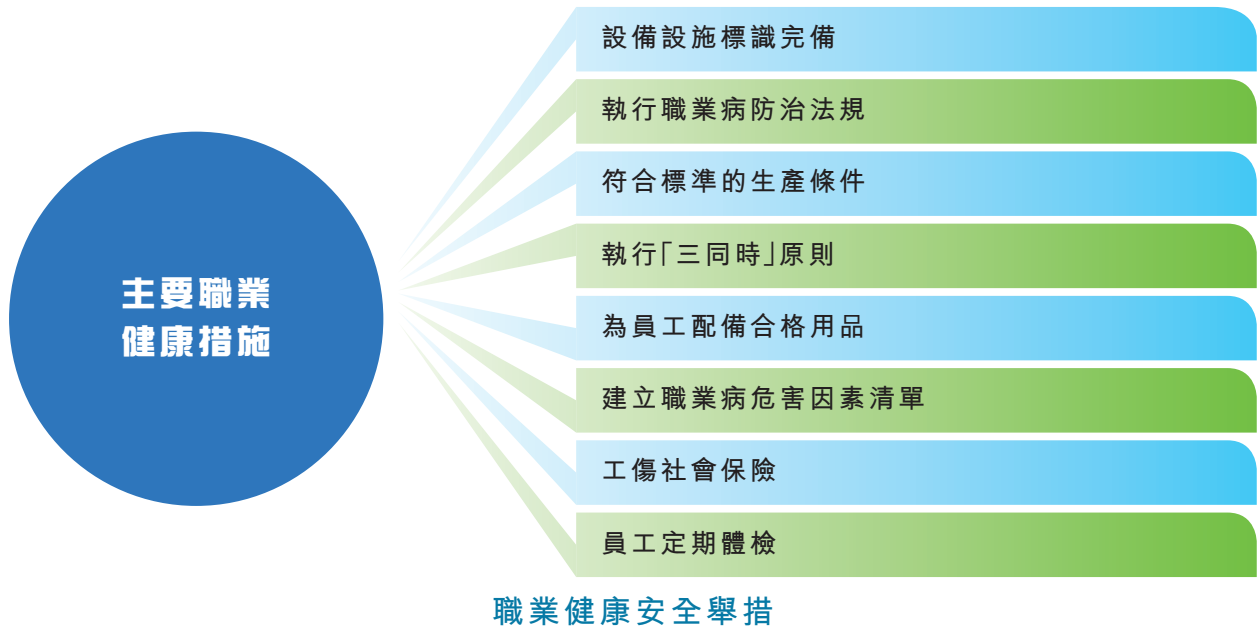 主要職業
健康措施
設備設施標識完備
執行職業病防治法規
符合標準的生產條件
執行「三同時」原則
為員工配備合格用品
建立職業病危害因素清單
工傷社會保險
員工定期體檢
職業健康安全舉措